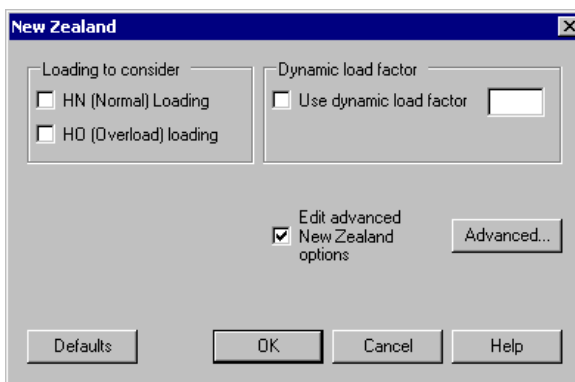 New Zealand
Loading to consider
HN (Normal) Loading
HO (Overload) loading
Dynamic load factor
Use dynamic load factor
Edit advanced
New Zealand
options
Advanced...
Defaults
OK
Cancel
Help